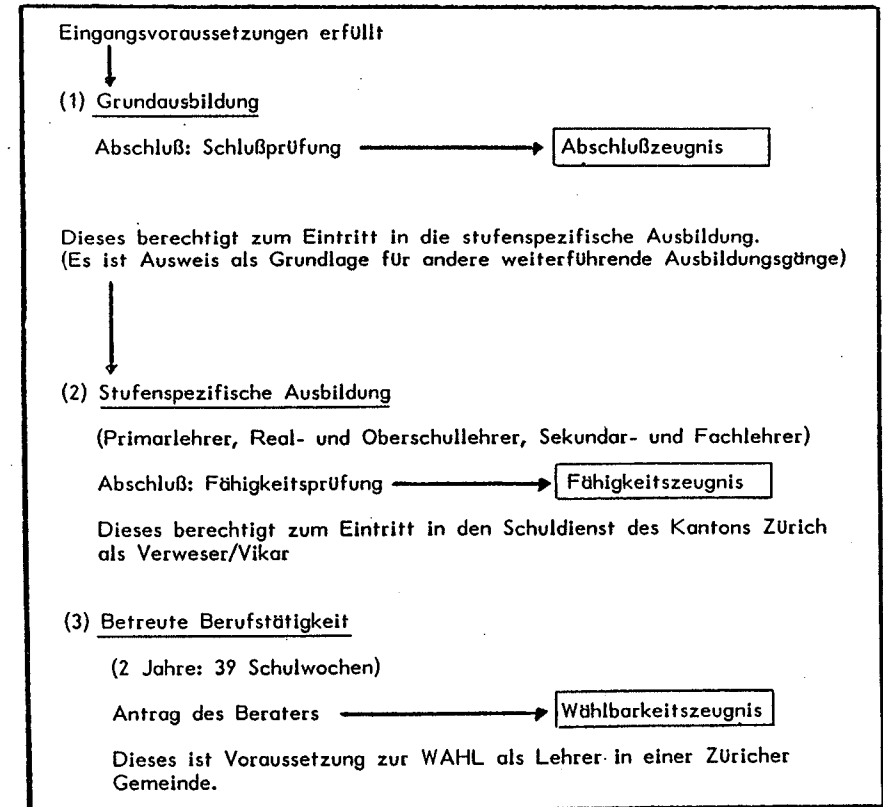 Eingangsvoraussetzungen erfüllt
(1) Grundausbildung
Abschluß: Schlußprüfung Abschlußzeugnis
Dieses berechtigt zum Eintritt in die stufenspezifische Ausbildung.
(Es ist Ausweis als Grundlage für andere weiterführende Ausbildungsgänge)
(2) Stufenspezifische Ausbildung
(Primarlehrer, Real- und Oberschullehrer, Sekundar- und Fachlehrer)
Abschluß: Fähigkeitsprüfung Fähigkeitszeugnis
Dieses berechtigt zum Eintritt in den Schuldienst des Kantons Zürich
als Verweser/Vikar
(3) Betreute Berufstätigkeit
(2 Jahre: 39 Schulwochen)
Antrag des Beraters Wählbarkeitszeugnis
Dieses ist Voraussetzung zur WAHL als Lehrer in einer Züricher
Gemeinde.